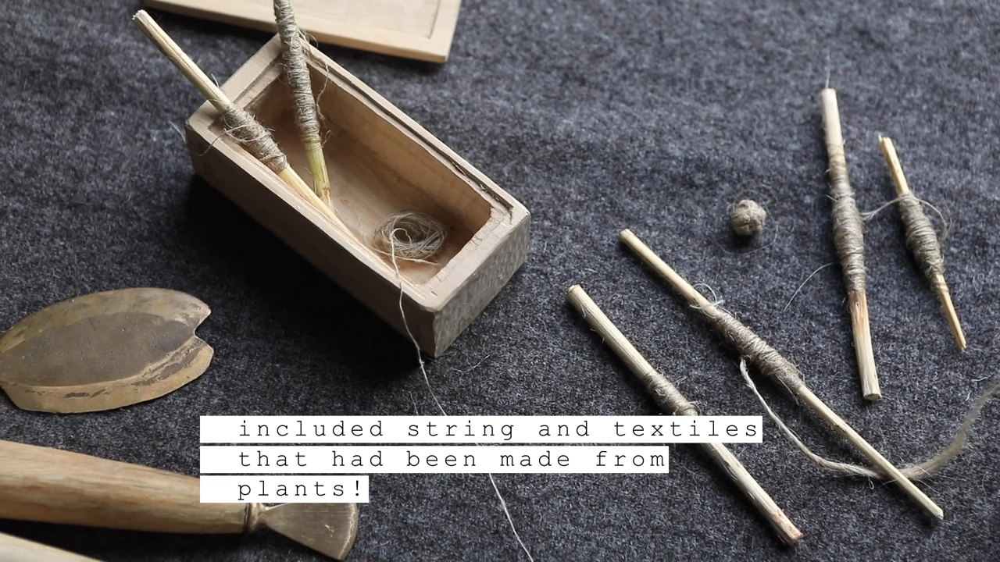 included string and textiles
that had been made from
plants!